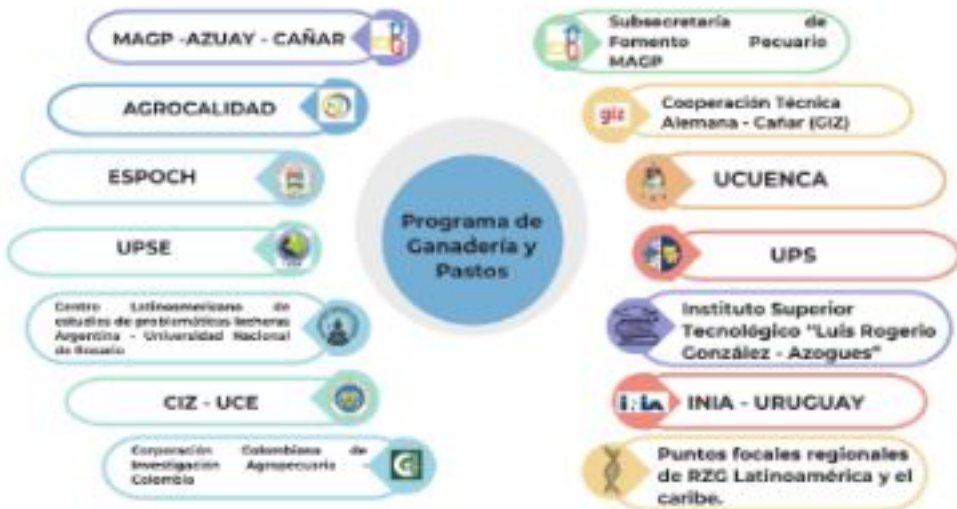 MAGP -AZUAY - CAÑAR
AGROCALIDAD
ESPOCH
UPSE
Centro Latinoamericano de
estudios de problemáticas lecheras
Argentina - Universidad Nacional
de Rosario
CIZ - UCE
Corporación Colombiana de
Investigación Agropecuaria -
Colombia
Programa de
Ganadería y
Pastos
Subsecretaría de
Fomento Pecuario
MAGP
giz
Cooperación Técnica
Alemana - Cañar (GIZ)
UCUENCA
UPS
Instituto Superior
Tecnológico "Luis Rogerio
González - Azogues"
inia
INIA - URUGUAY
Puntos focales regionales
de RZG Latinoamérica y el
caribe.